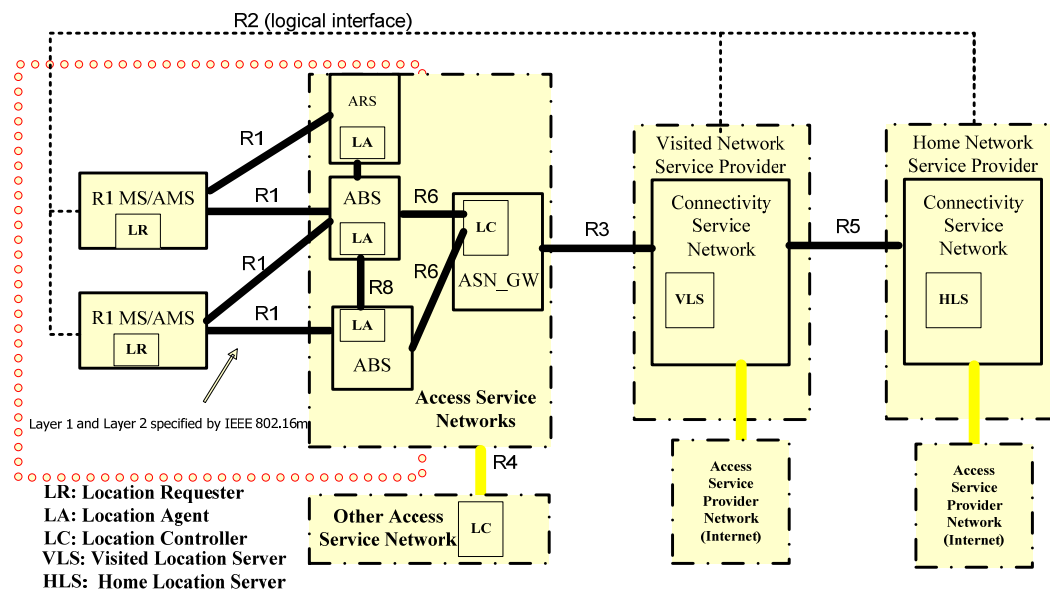 R2 (logical interface)
ARS
LA
R1
R1 MS/AMS
LR
R1
ABS
LA
R6
LC
ASN_GW
R1
R8
R6
R1 MS/AMS
LR
R1
LA
ABS
Layer 1 and Layer 2 specified by IEEE 802.16m
Access Service
Networks
R3
Visited Network
Service Provider
Connectivity
Service
Network
VLS
R5
Home Network
Service Provider
Connectivity
Service
Network
HLS
R4
Other Access
Service Network
LC
Access
Service
Provider
Network
(Internet)
Access
Service
Provider
Network
(Internet)
LR: Location Requester
LA: Location Agent
LC: Location Controller
VLS: Visited Location Server
HLS: Home Location Server